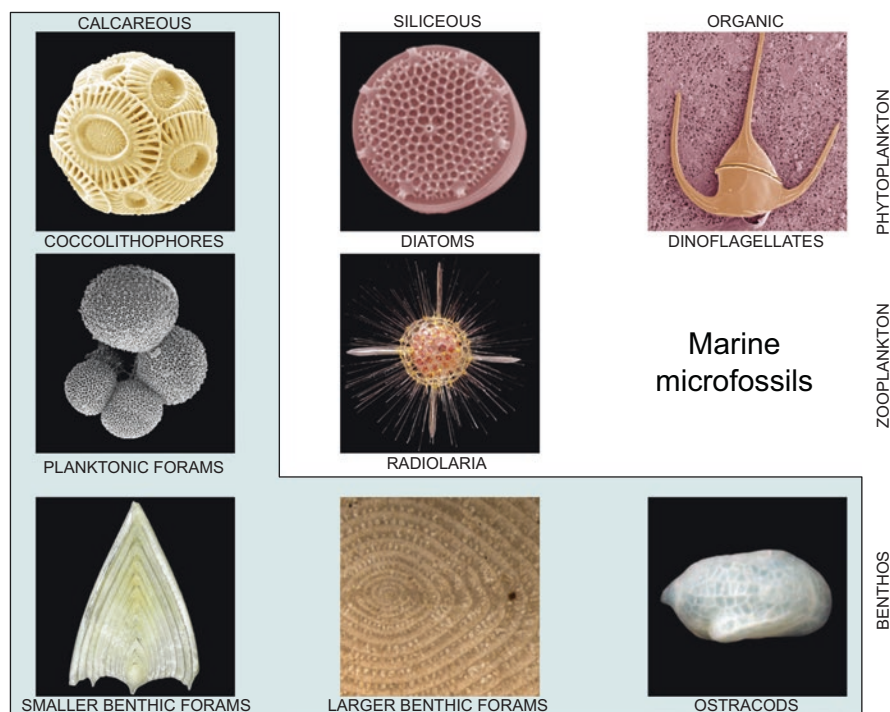 CALCAREOUS
SILICEOUS
ORGANIC
COCCOLITHOPHORES
DIATOMS
DINOFLAGELLATES
PHYTOPLANKTON
PLANKTONIC FORAMS
RADIOLARIA
Marine
microfossils
ZOOPLANKTON
SMALLER BENTHIC FORAMS
LARGER BENTHIC FORAMS
OSTRACODS
BENTHOS